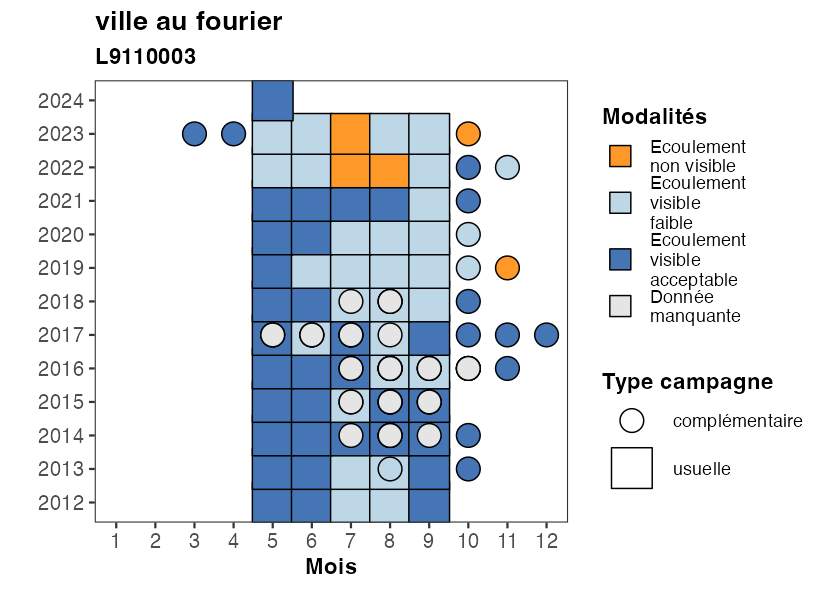 ville au fourier
L9110003
2024
2023
2022
2021
2020
2019
2018
2017
2016
2015
2014
2013
2012
1 2 3 4 5 6 7 8 9 10 11 12
Mois
Modalités
Ecoulement
non visible
Ecoulement
visible
faible
Ecoulement
visible
acceptable
Donnée
manquante
Type campagne
complémentaire
usuelle